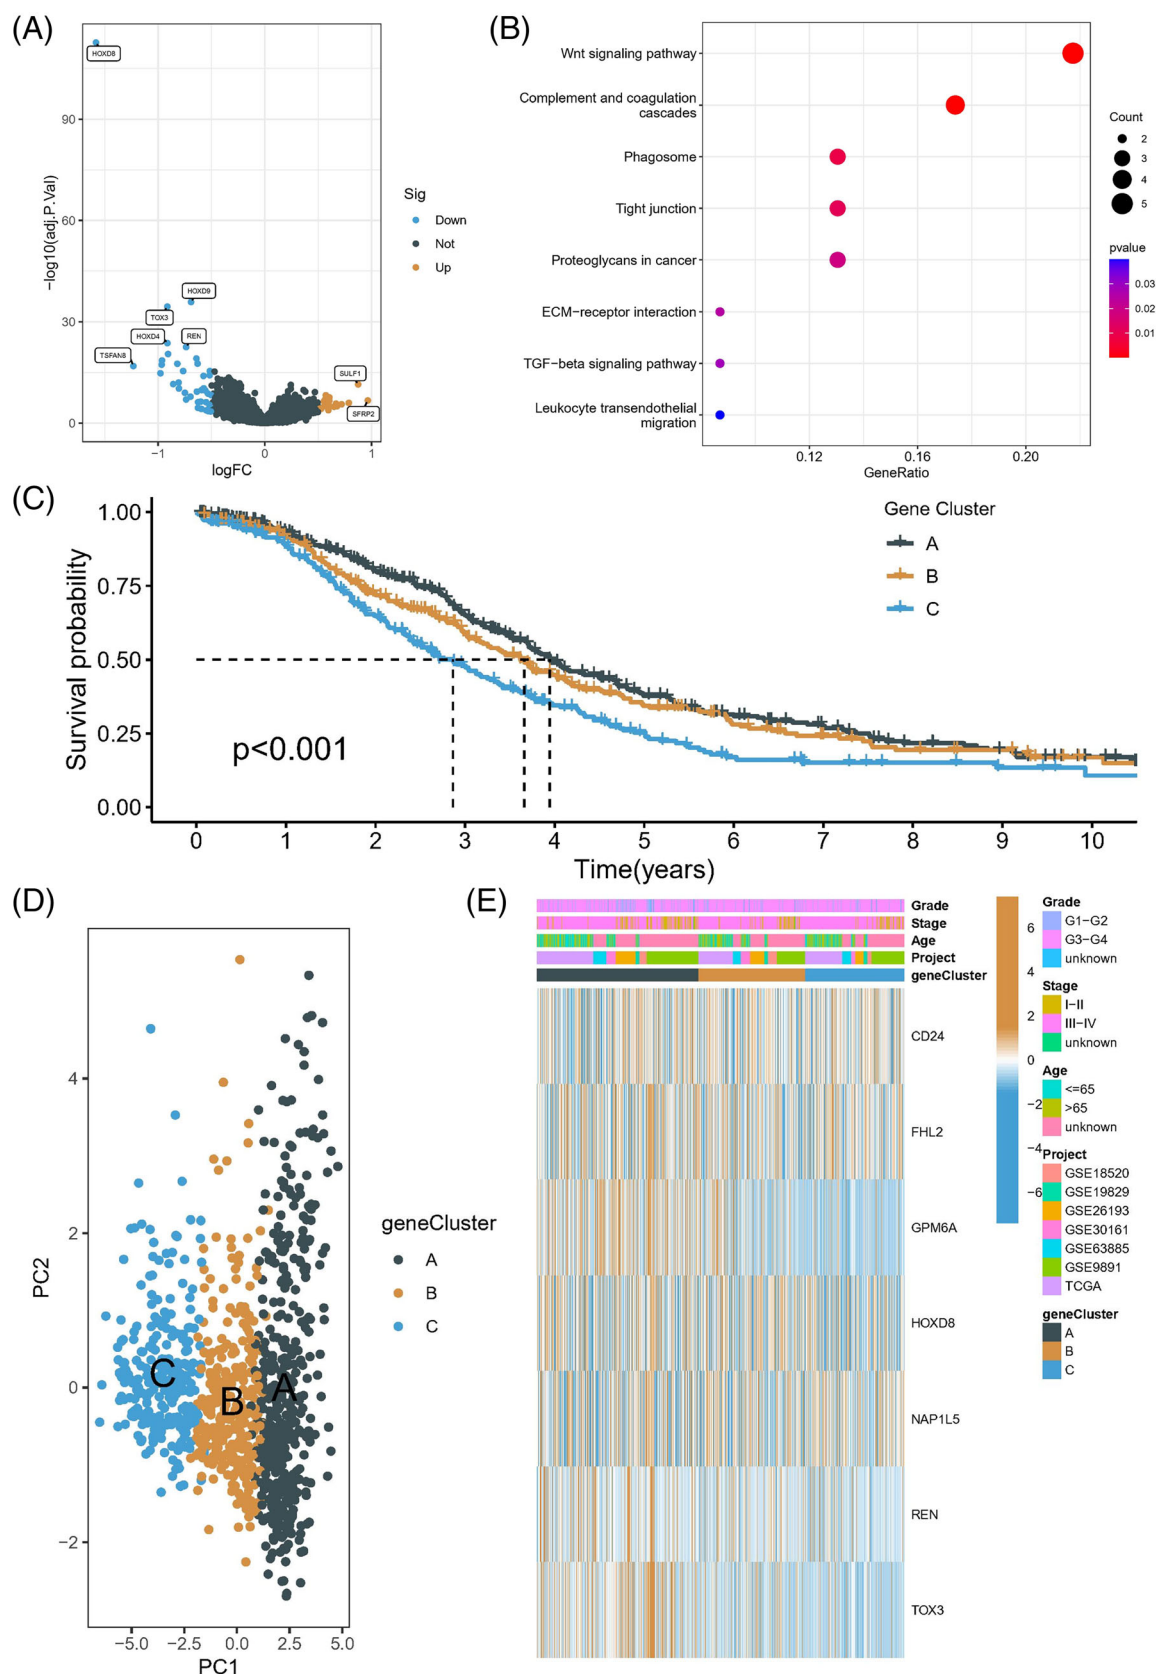 (A)
HOXD8
90
60
30
0
−log10(adj.P.Val)
HOXD9
TOX3
HOXD4
REN
TSFAN8
SULF1
SFRP2
−1
0
1
logFC
Sig
Down
Not
Up
(B)
Wnt signaling pathway
Complement and coagulation
cascades
Phagosome
Tight junction
Proteoglycans in cancer
ECM−receptor interaction
TGF−beta signaling pathway
Leukocyte transendothelial
migration
0.12
0.16
0.20
GeneRatio
Count
2
3
4
5
pvalue
0.03
0.02
0.01
(C)
Survival probability
1.00
0.75
0.50
0.25
0.00
p<0.001
Gene Cluster
A
B
C
0 1 2 3 4 5 6 7 8 9 10
Time(years)
(D)
PC2
4
2
0
−2
C
B
A
−5.0 −2.5 0.0 2.5 5.0
PC1
geneCluster
A
B
C
(E)
Grade
Stage
Age
Project
geneCluster
CD24
FHL2
GPM6A
HOXD8
NAP1L5
REN
TOX3
6
4
2
0
−2
−4
−6
Grade
G1−G2
G3−G4
unknown
Stage
I−II
III−IV
unknown
Age
<=65
>65
unknown
Project
GSE18520
GSE19829
GSE26193
GSE30161
GSE63885
GSE9891
TCGA
geneCluster
A
B
C